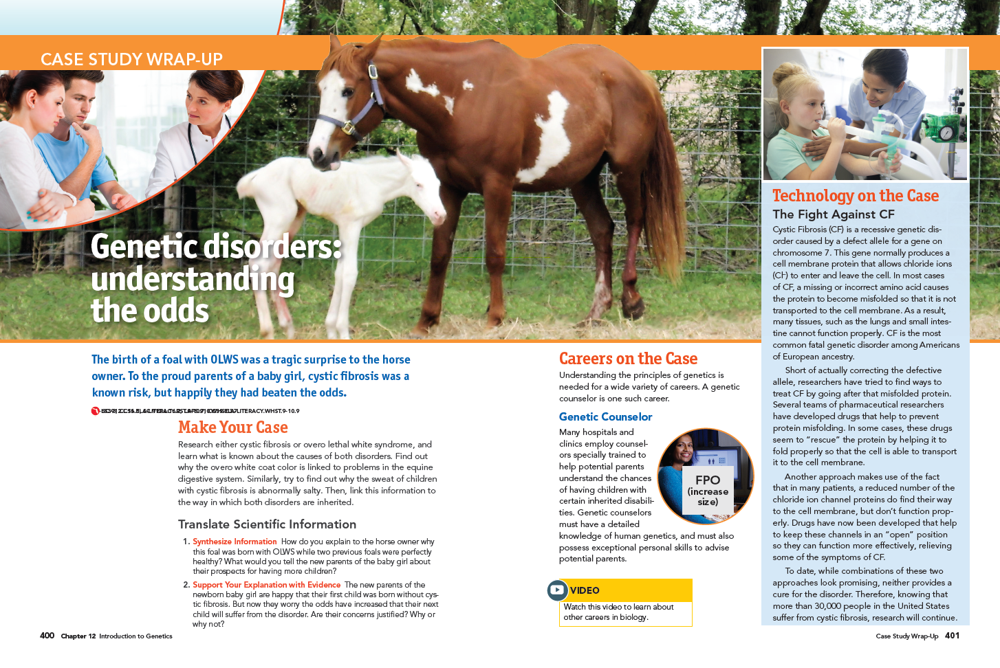 CASE STUDY WRAP-UP
Genetic disorders:
understanding
the odds
The birth of a foal with OLWS was a tragic surprise to the horse
owner. To the proud parents of a baby girl, cystic fibrosis was a
known risk, but happily they had beaten the odds.
Make Your Case
Research either cystic fibrosis or overo lethal white syndrome, and
learn what is known about the causes of both disorders. Find out
why the overo white coat color is linked to problems in the equine
digestive system. Similarly, try to find out why the sweat of children
with cystic fibrosis is abnormally salty. Then, link this information to
the way in which both disorders are inherited.
Translate Scientific Information
1. Synthesize Information How do you explain to the horse owner why
this foal was born with OLWS while two previous foals were perfectly
healthy? What would you tell the new parents of the baby girl about
their prospects for having more children?
2. Support Your Explanation with Evidence The new parents of the
newborn baby girl are happy that their first child was born without cys-
tic fibrosis. But now they worry the odds have increased that their next
child will suffer from the disorder. Are their concerns justified? Why or
why not?
400 Chapter 12 Introduction to Genetics
Careers on the Case
Understanding the principles of genetics is
needed for a wide variety of careers. A genetic
counselor is one such career.
Genetic Counselor
Many hospitals and
clinics employ counsel-
ors specially trained to
help potential parents
understand the chances
of having children with
certain inherited disabili-
ties. Genetic counselors
must have a detailed
knowledge of human genetics, and must also
possess exceptional personal skills to advise
potential parents.
FPO
(increase
size)
VIDEO
Watch this video to learn about
other careers in biology.
Technology on the Case
The Fight Against CF
Cystic Fibrosis (CF) is a recessive genetic dis-
order caused by a defect allele for a gene on
chromosome 7. This gene normally produces a
cell membrane protein that allows chloride ions
to enter and leave the cell. In most cases
of CF, a missing or incorrect amino acid causes
the protein to become misfolded so that it is not
transported to the cell membrane. As a result,
many tissues, such as the lungs and small intes-
tine cannot function properly. CF is the most
common fatal genetic disorder among Americans
of European ancestry.
Short of actually correcting the defective
allele, researchers have tried to find ways to
treat CF by going after that misfolded protein.
Several teams of pharmaceutical researchers
have developed drugs that help to prevent
protein misfolding. In some cases, these drugs
seem to “rescue” the protein by helping it to
fold properly so that the cell is able to transport
it to the cell membrane.
Another approach makes use of the fact
that in many patients, a reduced number of the
chloride ion channel proteins do find their way
to the cell membrane, but don’t function prop-
erly. Drugs have now been developed that help
to keep these channels in an “open” position
so they can function more effectively, relieving
some of the symptoms of CF.
To date, while combinations of these two
approaches look promising, neither provides a
cure for the disorder. Therefore, knowing that
more than 30,000 people in the United States
suffer from cystic fibrosis, research will continue.
Case Study Wrap-Up 401